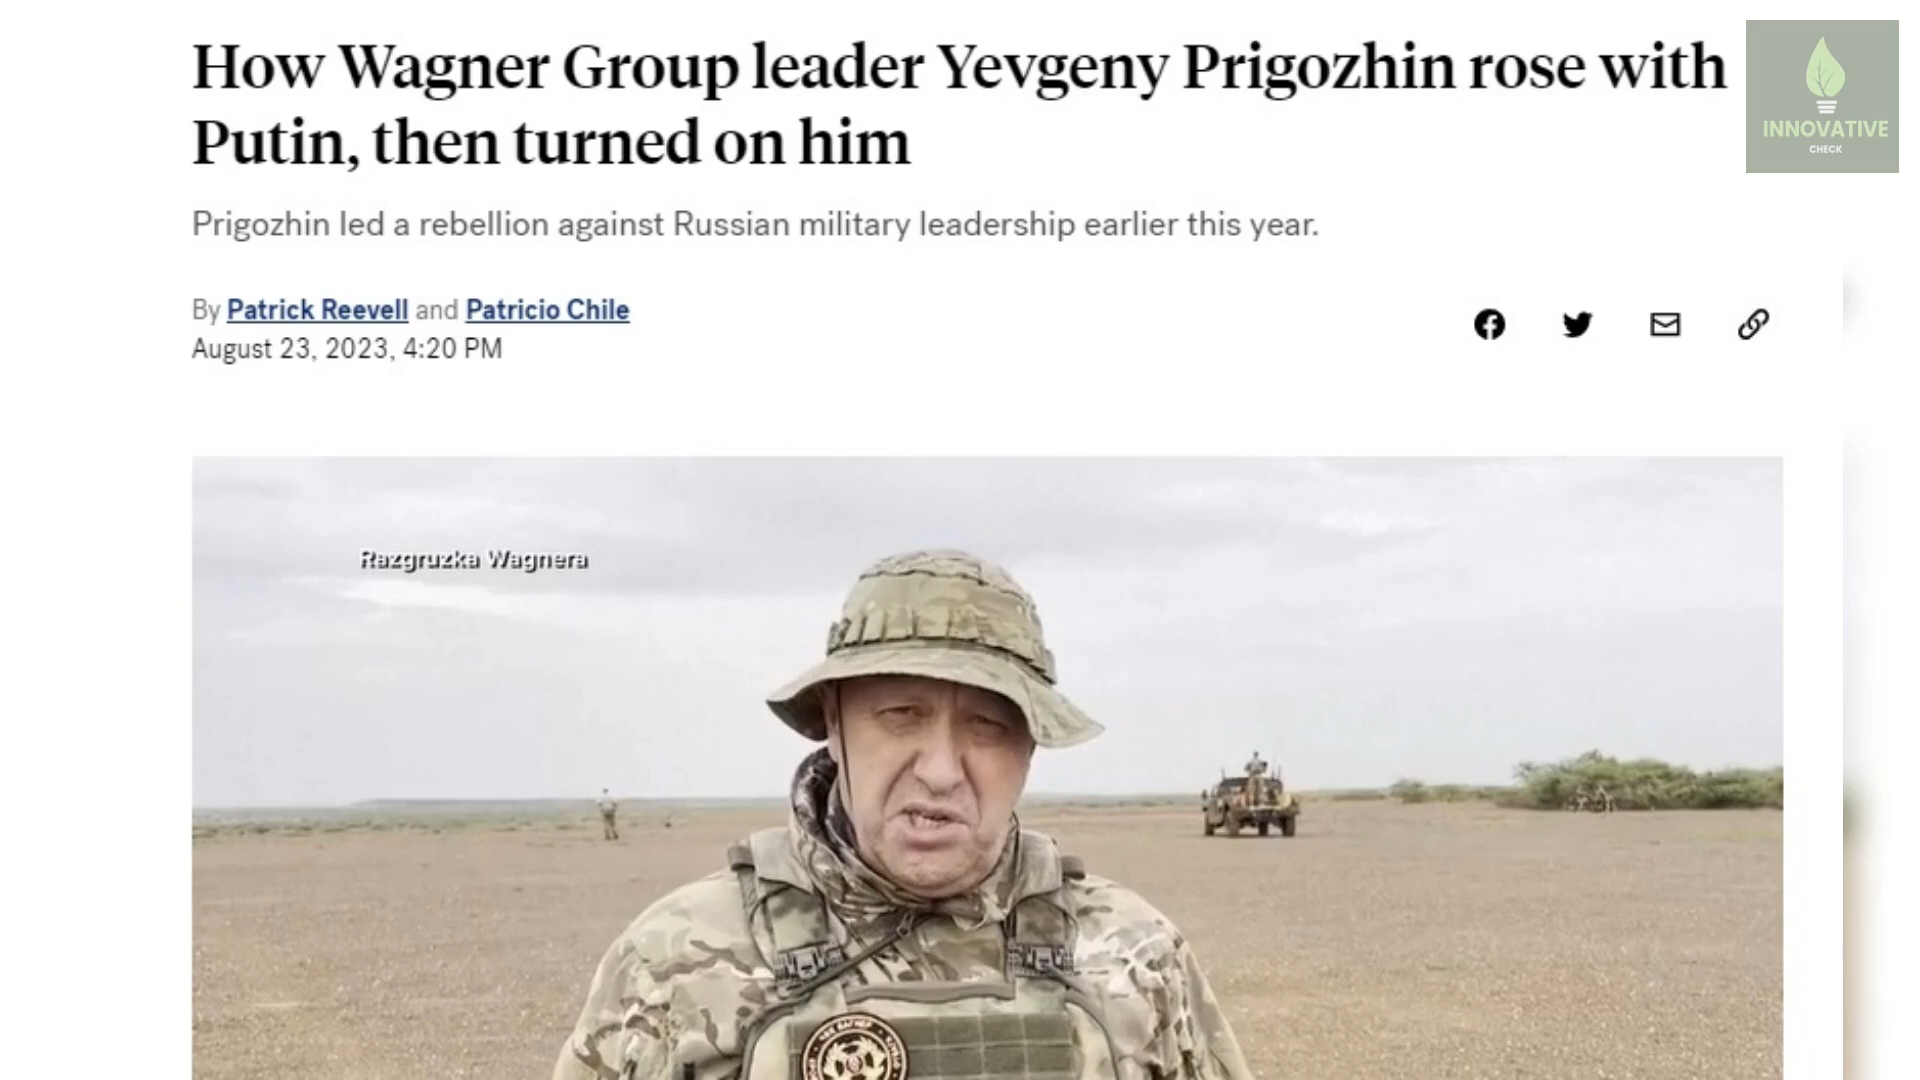 How Wagner Group leader Yevgeny Prigozhin rose with
Putin, then turned on him
INNOVATIVE
CHECK
Prigozhin led a rebellion against Russian military leadership earlier this year.
By Patrick Reevell and Patricio Chile
August 23, 2023, 4:20 PM
Razgruzka Wagnera